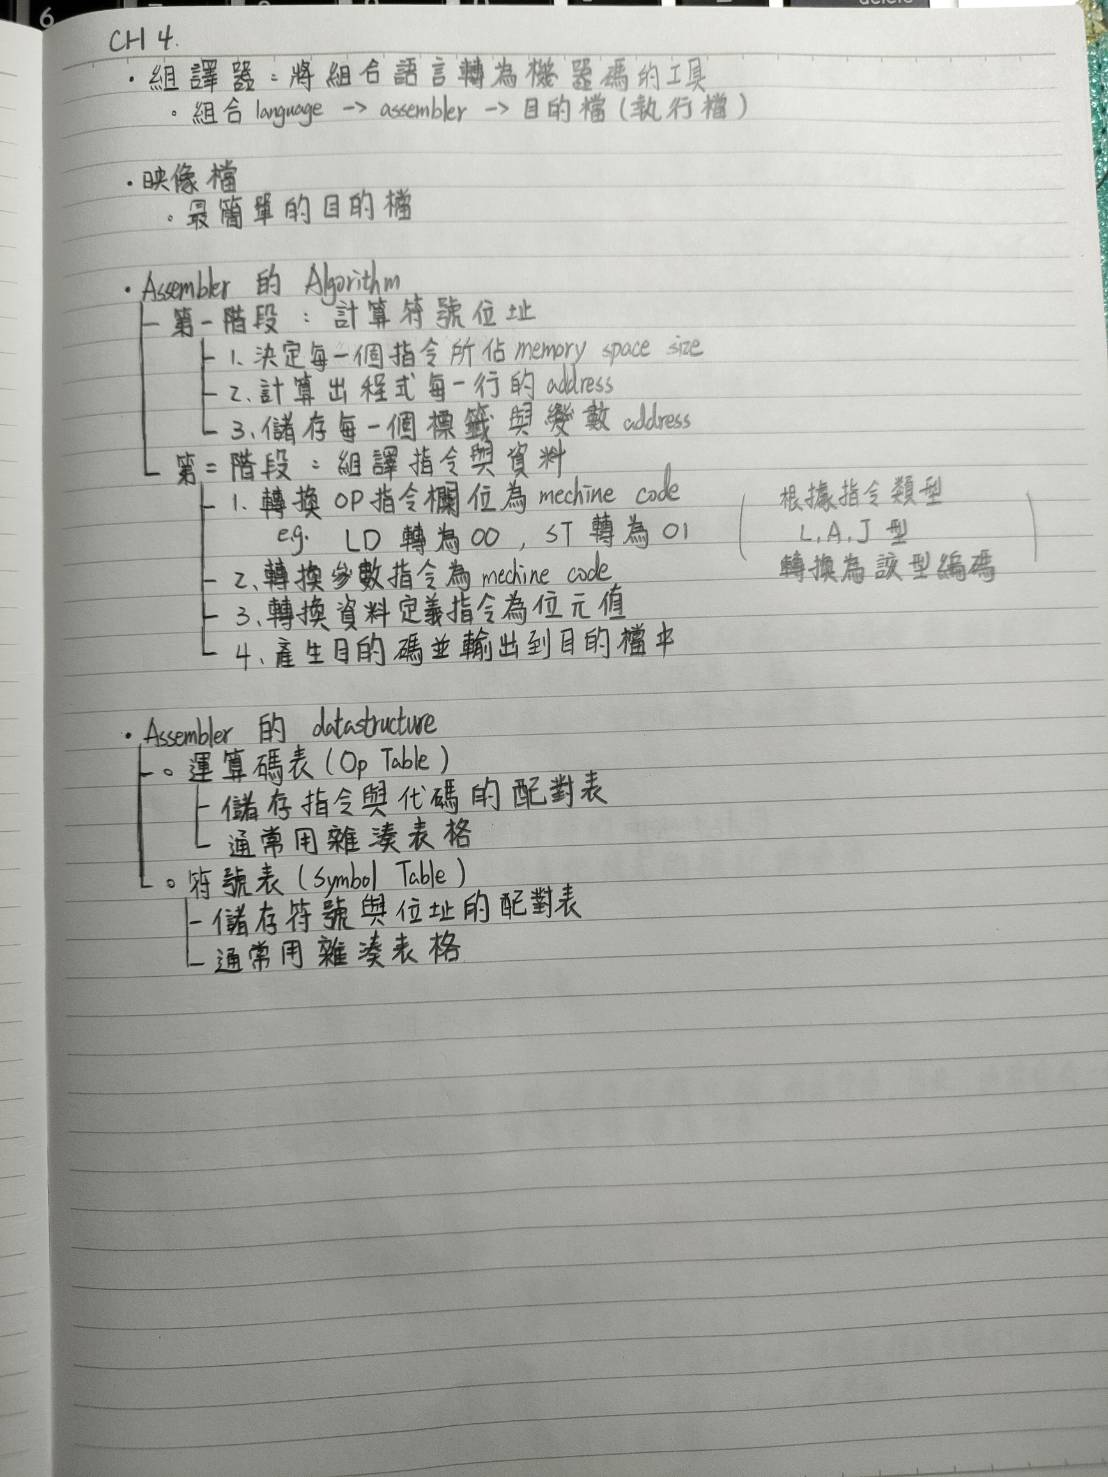 CH 4.
・組譯器:將組合語言轉為機器碼的工具
。組合 language -> assembler -> 目的檔(執行檔)
・映像檔
。最簡單的目的檔
・Assembler 的 Algorithm
第一階段:計算符號位址
1.決定每一個指令所佔 memory space size
2.計算出程式每一行的 address
3.儲存每一個標籤與變數 address
第二階段:組譯指令與資料
1.轉換OP指令欄位為 mechine code
e.g. LD 轉為00,ST 轉為01
(根據指令類型
L.A.J 型
轉換為該型編碼)
2.轉換參數指令為 mechine code
3.轉換資料定義指令為位元值
4.產生目的碼並輸出到目的檔中
・Assembler 的 datastructure
。運算碼表(Op Table)
儲存指令與代碼的配對表
通常用雜湊表格
。符號表(Symbol Table)
儲存符號與位址的配對表
通常用雜湊表格
6
delete